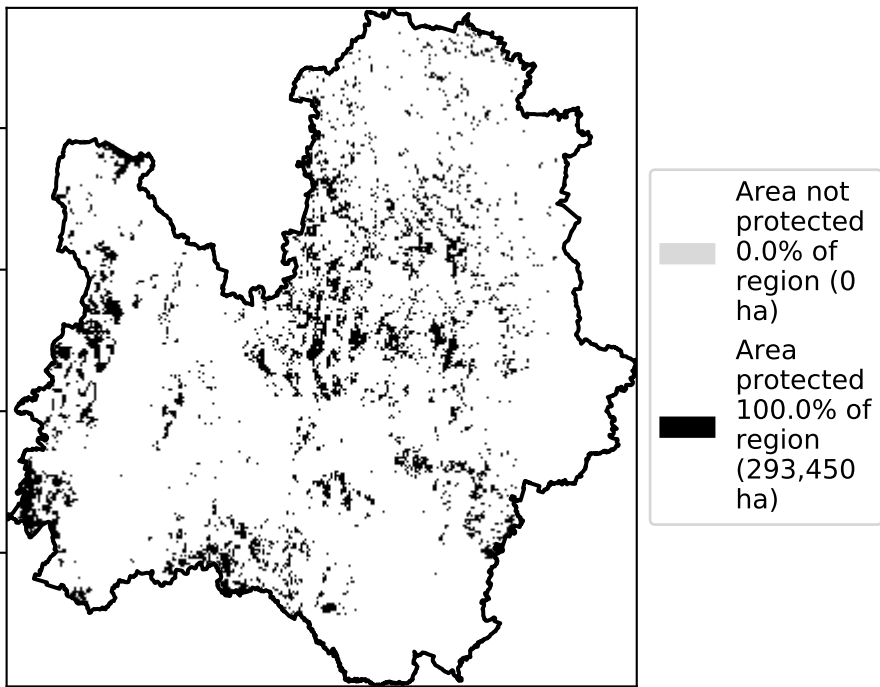 Area not
protected
0.0% of
region (0
ha)
Area
protected
100.0% of
region
(293,450
ha)